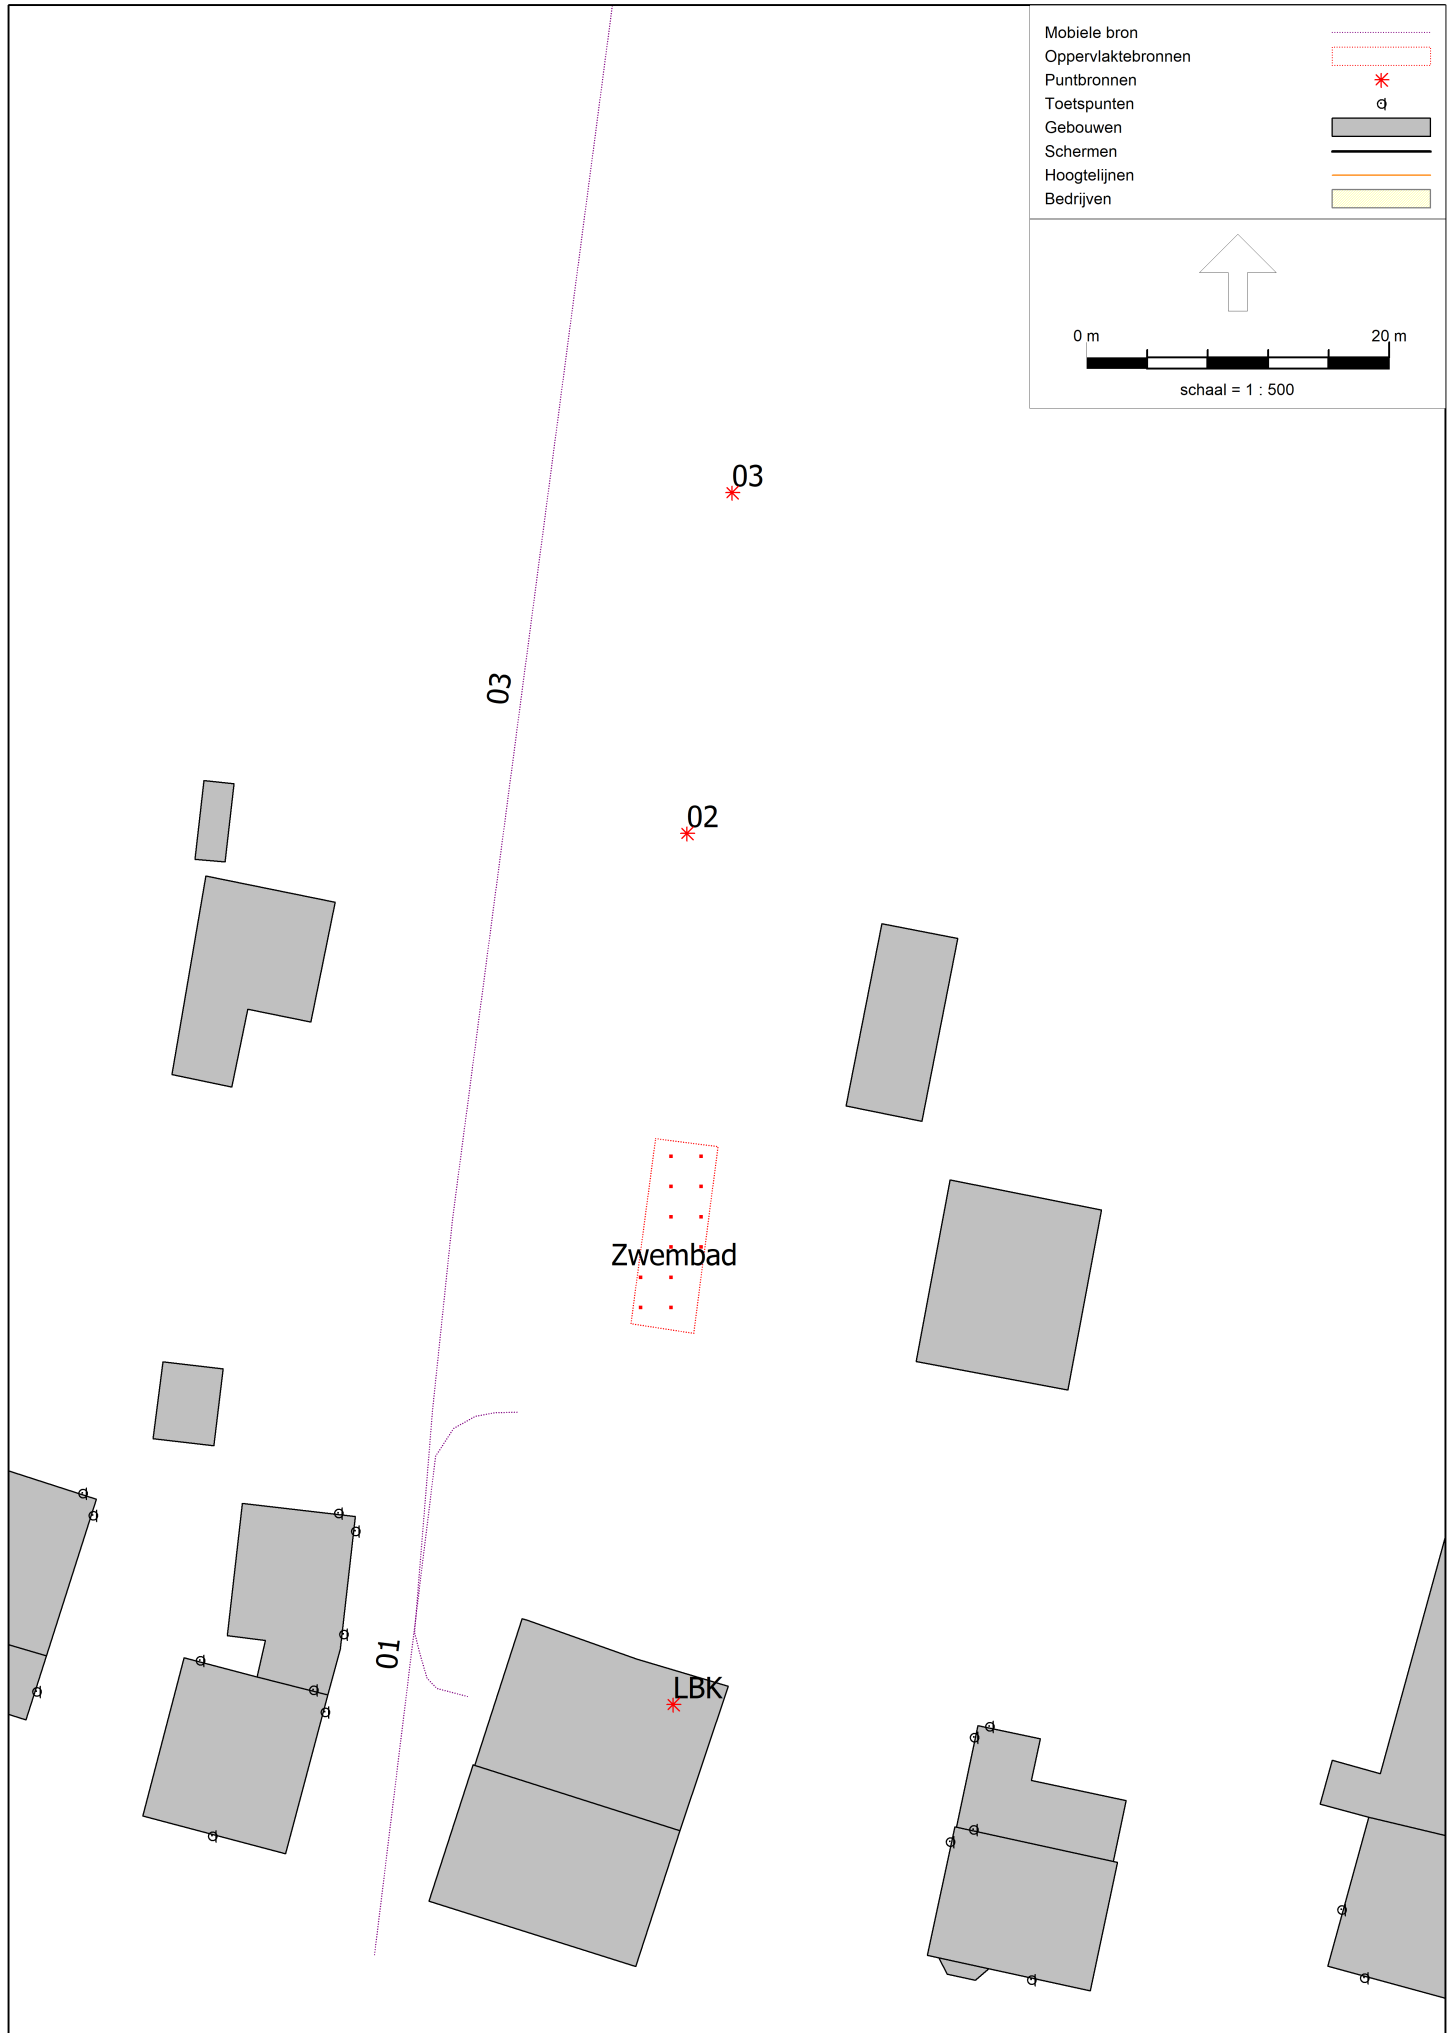 Mobiele bron
Oppervlaktebronnen
Puntbronnen
Toetspunten
Gebouwen
Schermen
Hoogtelijnen
Bedrijven
0 m 20 m
schaal = 1 : 500
03
03
02
Zwembad
01
LBK